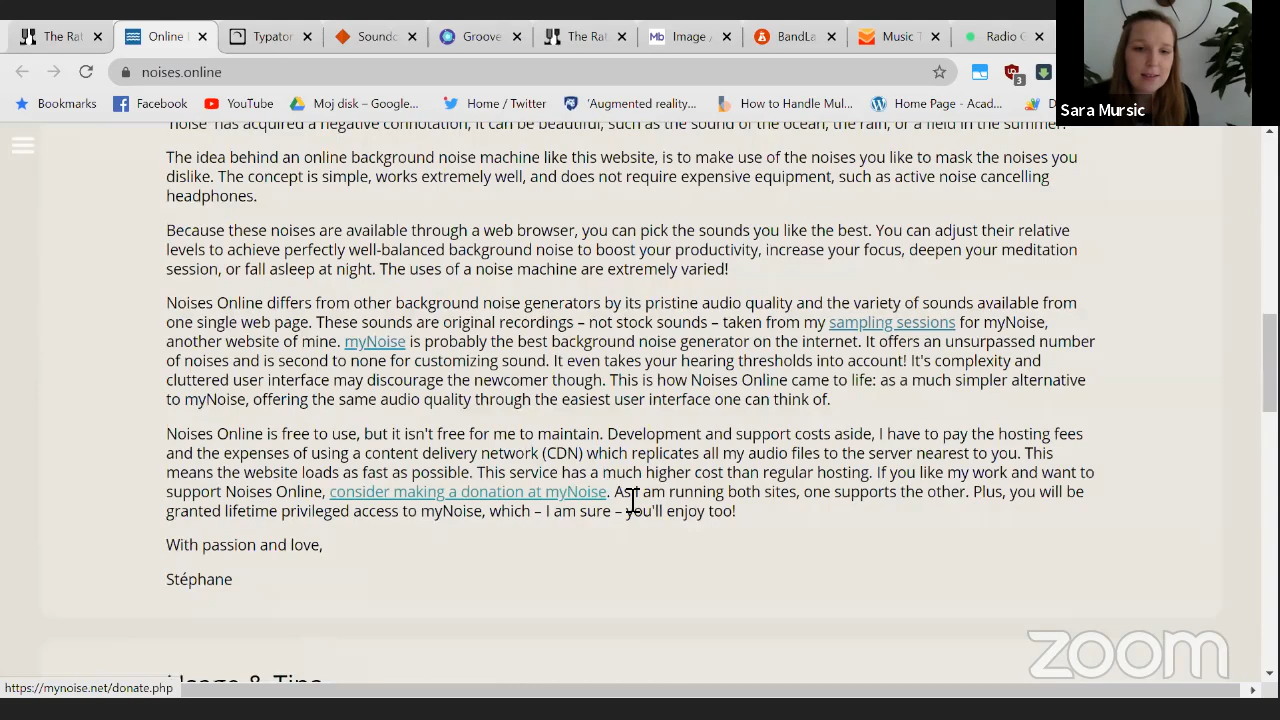 The Rat
Online
Typator
Soundc
Groove
The Rat
Image /
BandLa
Music T
Radio G
noises.online
3
Bookmarks
Facebook
YouTube
Moj disk – Google...
Home / Twitter
'Augmented reality...
How to Handle Mul...
Home Page - Acad...
Sara Mursic
'noise' has acquired a negative connotation, it can be beautiful, such as the sound of the ocean, the rain, or a field in the summer.
The idea behind an online background noise machine like this website, is to make use of the noises you like to mask the noises you
dislike. The concept is simple, works extremely well, and does not require expensive equipment, such as active noise cancelling
headphones.
Because these noises are available through a web browser, you can pick the sounds you like the best. You can adjust their relative
levels to achieve perfectly well-balanced background noise to boost your productivity, increase your focus, deepen your meditation
session, or fall asleep at night. The uses of a noise machine are extremely varied!
Noises Online differs from other background noise generators by its pristine audio quality and the variety of sounds available from
one single web page. These sounds are original recordings – not stock sounds – taken from my sampling sessions for myNoise,
another website of mine. myNoise is probably the best background noise generator on the internet. It offers an unsurpassed number
of noises and is second to none for customizing sound. It even takes your hearing thresholds into account! It's complexity and
cluttered user interface may discourage the newcomer though. This is how Noises Online came to life: as a much simpler alternative
to myNoise, offering the same audio quality through the easiest user interface one can think of.
Noises Online is free to use, but it isn't free for me to maintain. Development and support costs aside, I have to pay the hosting fees
and the expenses of using a content delivery network (CDN) which replicates all my audio files to the server nearest to you. This
means the website loads as fast as possible. This service has a much higher cost than regular hosting. If you like my work and want to
support Noises Online, consider making a donation at myNoise. As I am running both sites, one supports the other. Plus, you will be
granted lifetime privileged access to myNoise, which – I am sure – you'll enjoy too!
With passion and love,
Stéphane
Usage & Tips
zoom
https://mynoise.net/donate.php